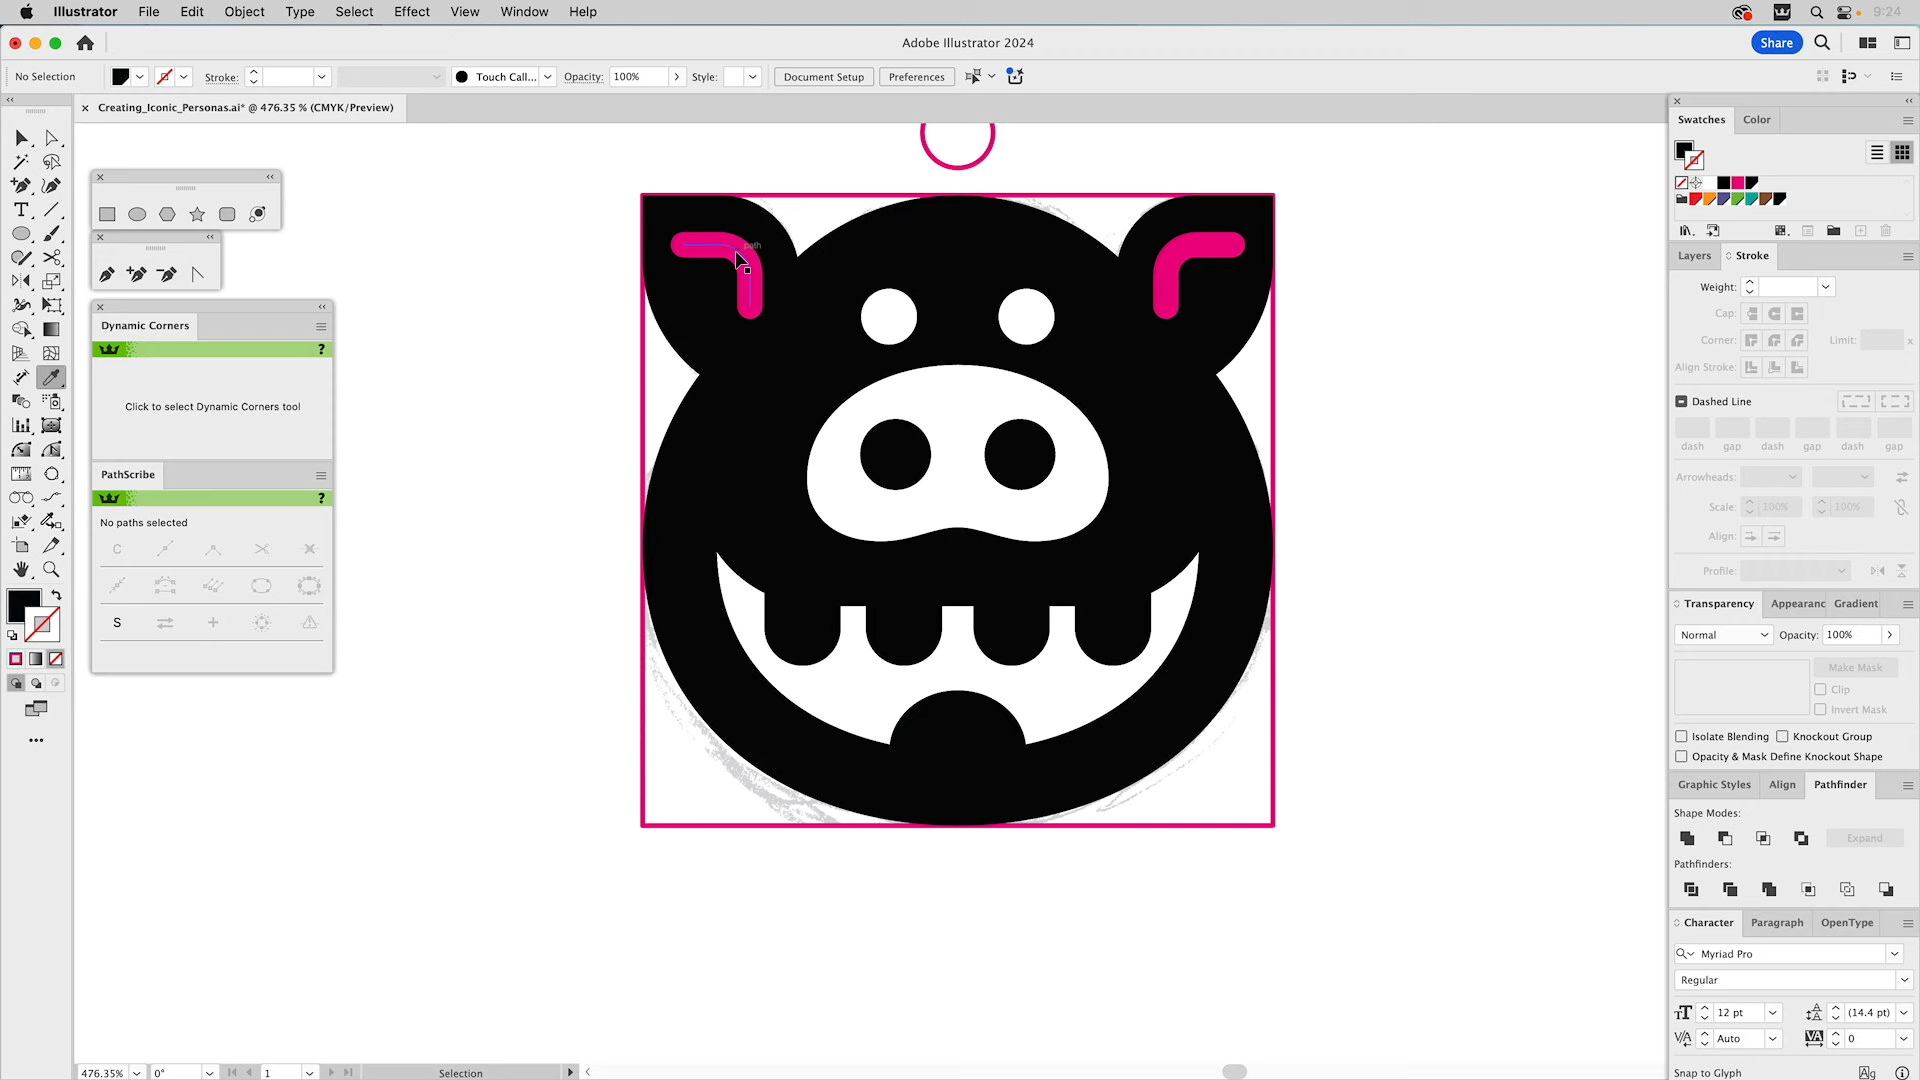 Illustrator File Edit Object Type Select Effect View Window Help 9:24
Adobe Illustrator 2024 Share
No Selection Stroke: Touch Call... Opacity: 100% Style: Document Setup Preferences
Creating_Iconic_Personas.ai* @ 476.35 % (CMYK/Preview)
path
Dynamic Corners
?
Click to select Dynamic Corners tool
PathScribe
?
No paths selected
C
S
Swatches Color
Layers Stroke
Weight:
Cap:
Corner: Limit: x
Align Stroke:
Dashed Line
dash gap dash gap dash gap
Arrowheads:
Scale: 100% 100%
Align:
Profile:
Transparency Appearanc Gradient
Normal Opacity: 100%
Make Mask
Clip
Invert Mask
Isolate Blending Knockout Group
Opacity & Mask Define Knockout Shape
Graphic Styles Align Pathfinder
Shape Modes:
Expand
Pathfinders:
Character Paragraph OpenType
Myriad Pro
Regular
12 pt (14.4 pt)
Auto 0
Snap to Glyph
476.35% 0° 1 Selection